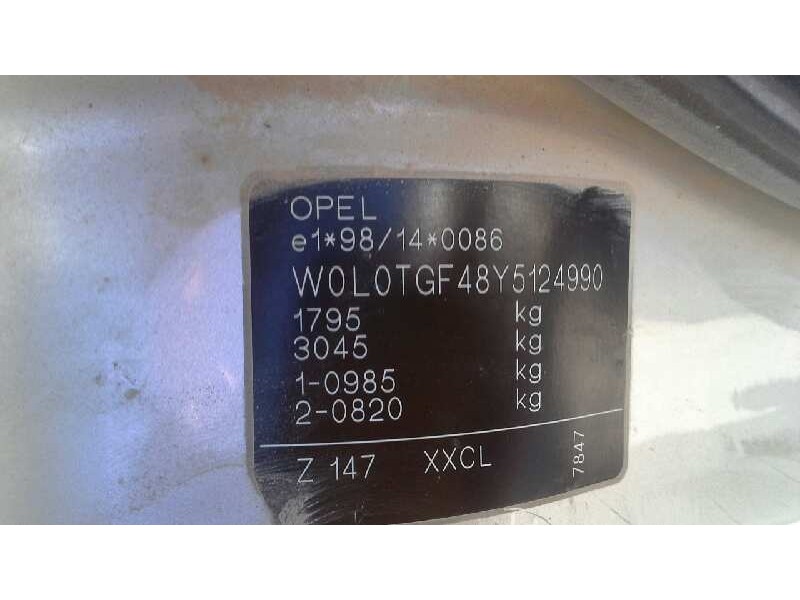 OPEL
e1*98/14*0086
W0L0TGF48Y5124990
1795 kg
3045 kg
1-0985 kg
2-0820 kg
Z 147 XXCL
7847